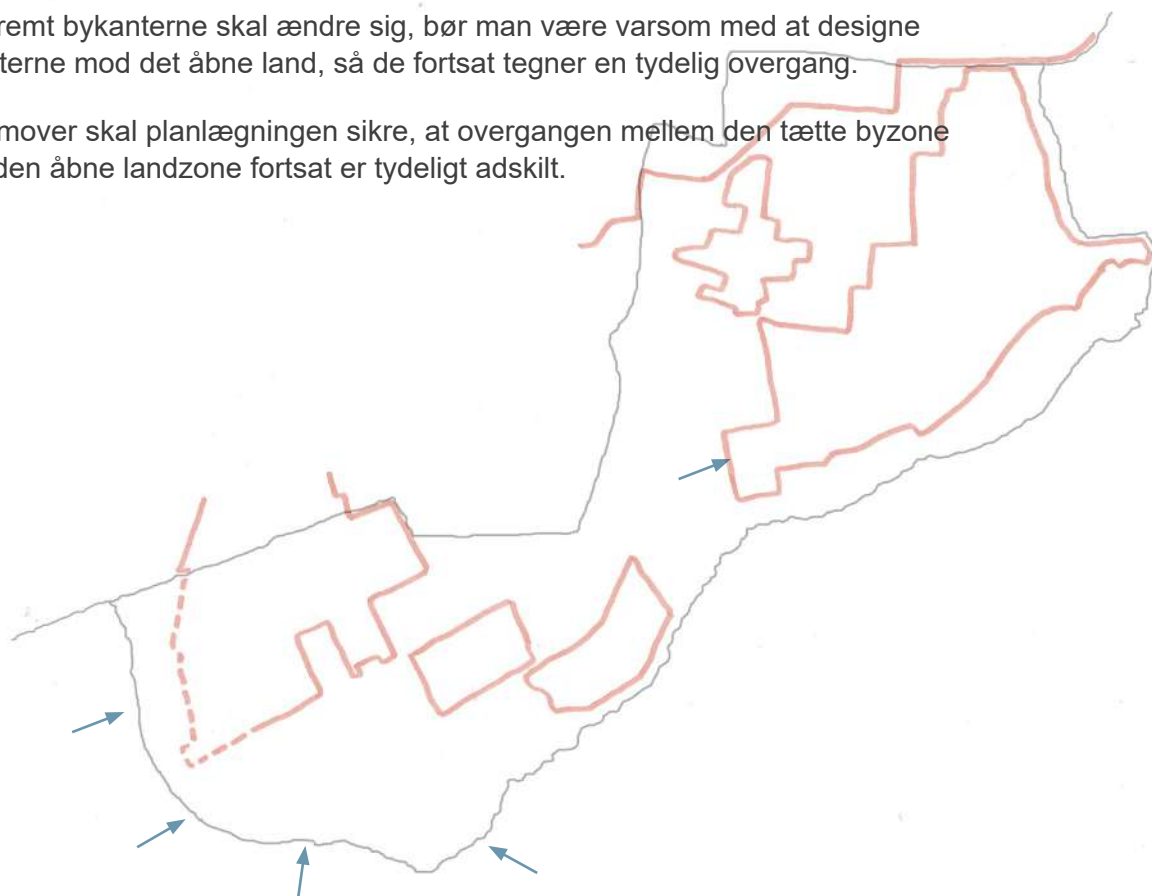 remt bykanterne skal ændre sig, bør man være varsom med at designe
terne mod det åbne land, så de fortsat tegner en tydelig overgang.
mover skal planlægningen sikre, at overgangen mellem den tætte byzone
den åbne landzone fortsat er tydeligt adskilt.